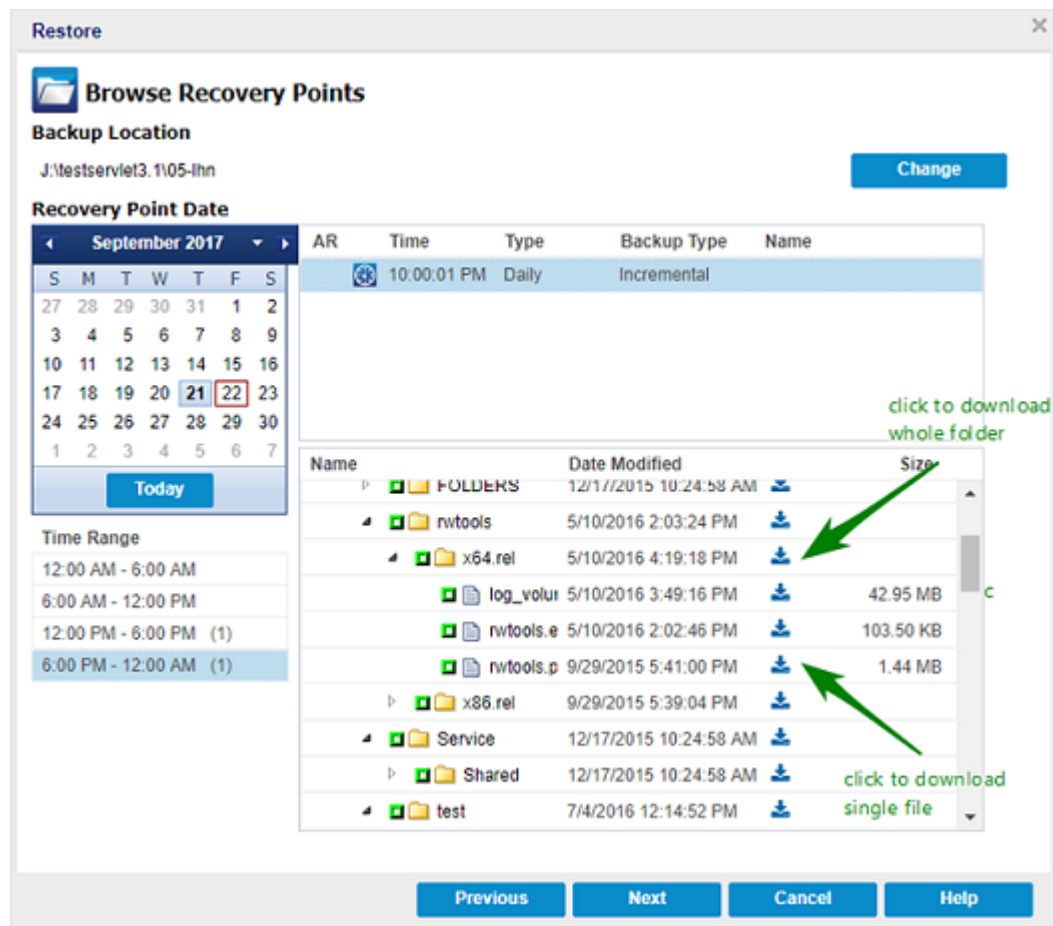 Restore
Browse Recovery Points
Backup Location
J:\testservlet3.1\05-lhn
Change
Recovery Point Date
September 2017
S M T W T F S
27 28 29 30 31 1 2
3 4 5 6 7 8 9
10 11 12 13 14 15 16
17 18 19 20 21 22 23
24 25 26 27 28 29 30
1 2 3 4 5 6 7
Today
AR Time Type Backup Type Name
10:00:01 PM Daily Incremental
Time Range
12:00 AM - 6:00 AM
6:00 AM - 12:00 PM
12:00 PM - 6:00 PM (1)
6:00 PM - 12:00 AM (1)
click to download
whole folder
Name Date Modified Size
FOLDERS 12/17/2015 10:24:58 AM
rwtools 5/10/2016 2:03:24 PM
x64.rel 5/10/2016 4:19:18 PM
log_volur 5/10/2016 3:49:16 PM 42.95 MB c
rwtools.e 5/10/2016 2:02:46 PM 103.50 KB
rwtools.p 9/29/2015 5:41:00 PM 1.44 MB
x86.rel 9/29/2015 5:39:04 PM
Service 12/17/2015 10:24:58 AM
Shared 12/17/2015 10:24:58 AM
test 7/4/2016 12:14:52 PM
click to download
single file
Previous Next Cancel Help